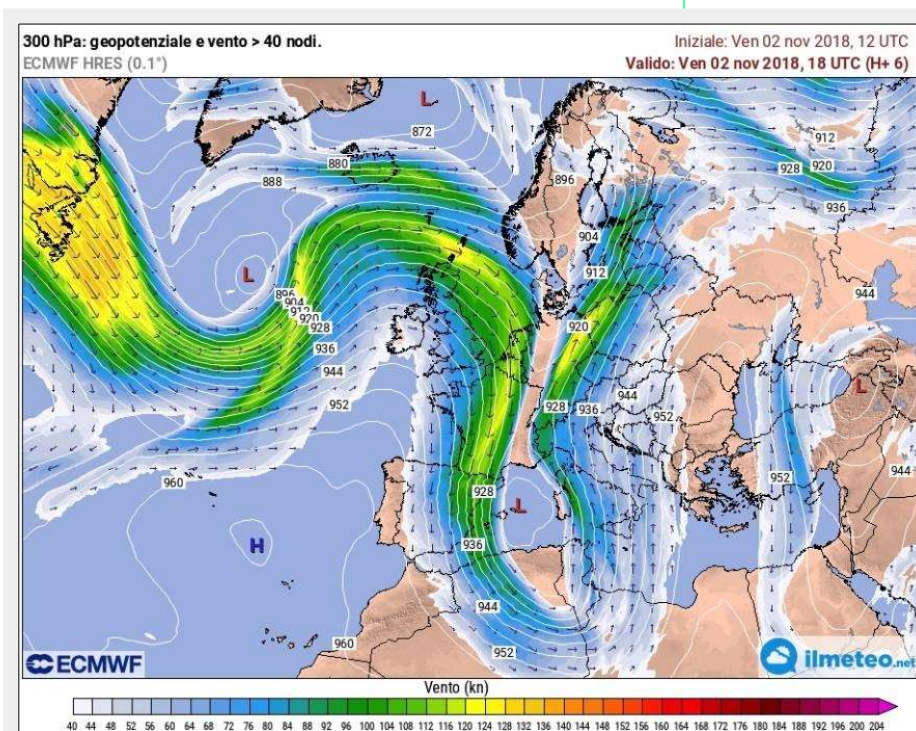 300 hPa: geopotenziale e vento > 40 nodi.
Iniziale: Ven 02 nov 2018, 12 UTC
ECMWF HRES (0.1°)
Valido: Ven 02 nov 2018, 18 UTC (H+ 6)
L
872
912
880
928 920
888
896
936
904
L
912
944
896
904
912
920
928
920
936
944
L
952
928 936
944
952
944
960
928
952
L
H
936
944
960
952
ECMWF
ilmeteo.net
Vento (kn)
40 44 48 52 56 60 64 68 72 76 80 84 88 92 96 100 104 108 112 116 120 124 128 132 136 140 144 148 152 156 160 164 168 172 176 180 184 188 192 196 200 204